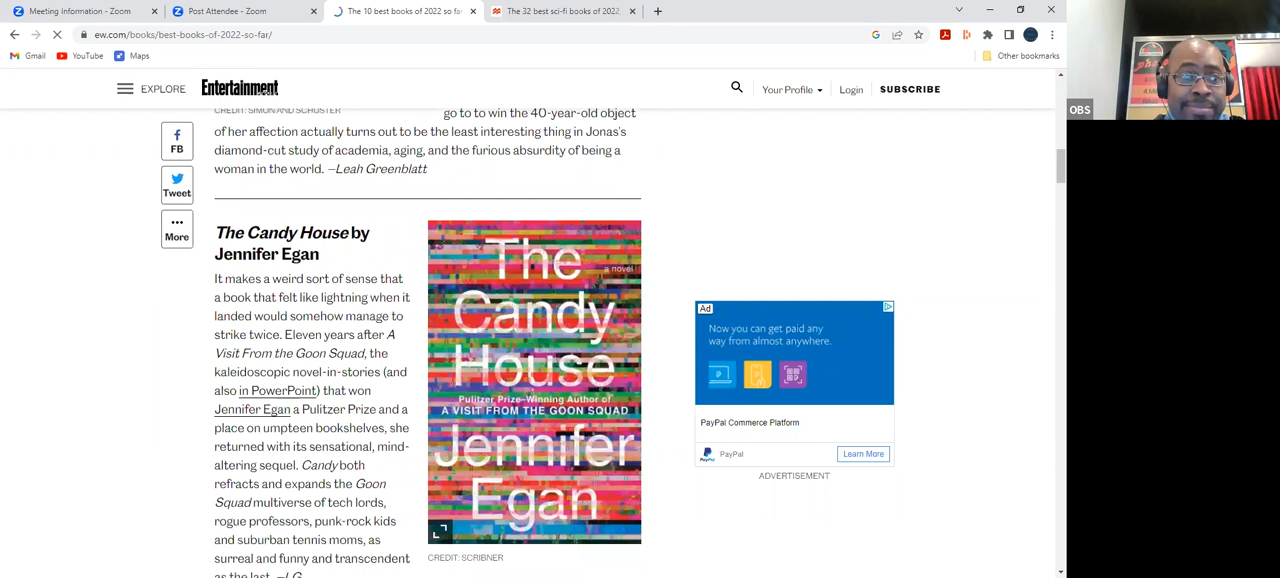 Meeting Information - Zoom
Post Attendee - Zoom
The 10 best books of 2022 so far
The 32 best sci-fi books of 2022
ew.com/books/best-books-of-2022-so-far/
Gmail
YouTube
Maps
Other bookmarks
EXPLORE
Entertainment
Your Profile
Login
SUBSCRIBE
OBS
CREDIT: SIMON AND SCHUSTER
go to to win the 40-year-old object
of her affection actually turns out to be the least interesting thing in Jonas's
diamond-cut study of academia, aging, and the furious absurdity of being a
woman in the world. —Leah Greenblatt
FB
Tweet
More
The Candy House by
Jennifer Egan
It makes a weird sort of sense that
a book that felt like lightning when it
landed would somehow manage to
strike twice. Eleven years after A
Visit From the Goon Squad, the
kaleidoscopic novel-in-stories (and
also in PowerPoint) that won
Jennifer Egan a Pulitzer Prize and a
place on umpteen bookshelves, she
returned with its sensational, mind-
altering sequel. Candy both
refracts and expands the Goon
Squad multiverse of tech lords,
rogue professors, punk-rock kids
and suburban tennis moms, as
surreal and funny and transcendent
as the last. —LG
The
a novel
Candy
House
Pulitzer Prize-Winning Author of
A VISIT FROM THE GOON SQUAD
Jennifer
Egan
CREDIT: SCRIBNER
Ad
Now you can get paid any
way from almost anywhere.
PayPal Commerce Platform
PayPal
Learn More
ADVERTISEMENT